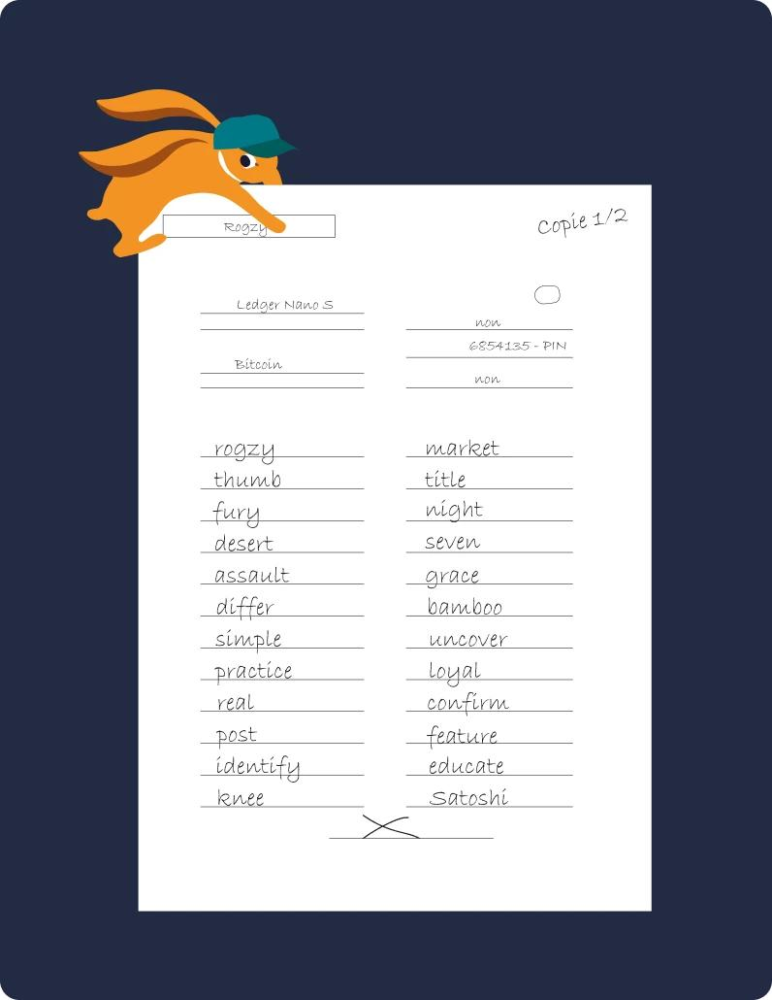 Rogzy
Copie 1/2
Ledger Nano S
non
6854135 - PIN
Bitcoin
non
rogzy
thumb
fury
desert
assault
differ
simple
practice
real
post
identify
knee
market
title
night
seven
grace
bamboo
uncover
loyal
confirm
feature
educate
Satoshi